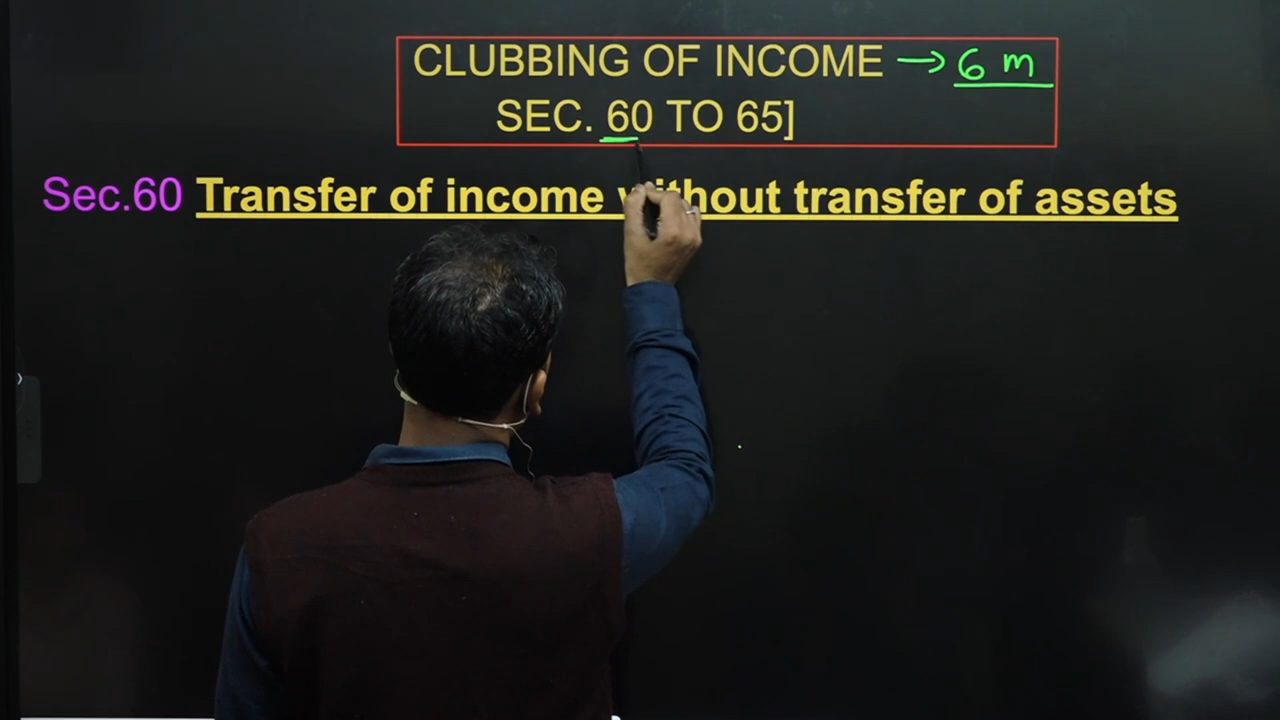 CLUBBING OF INCOME → 6 m
SEC. 60 TO 65]
Sec.60 Transfer of income without transfer of assets